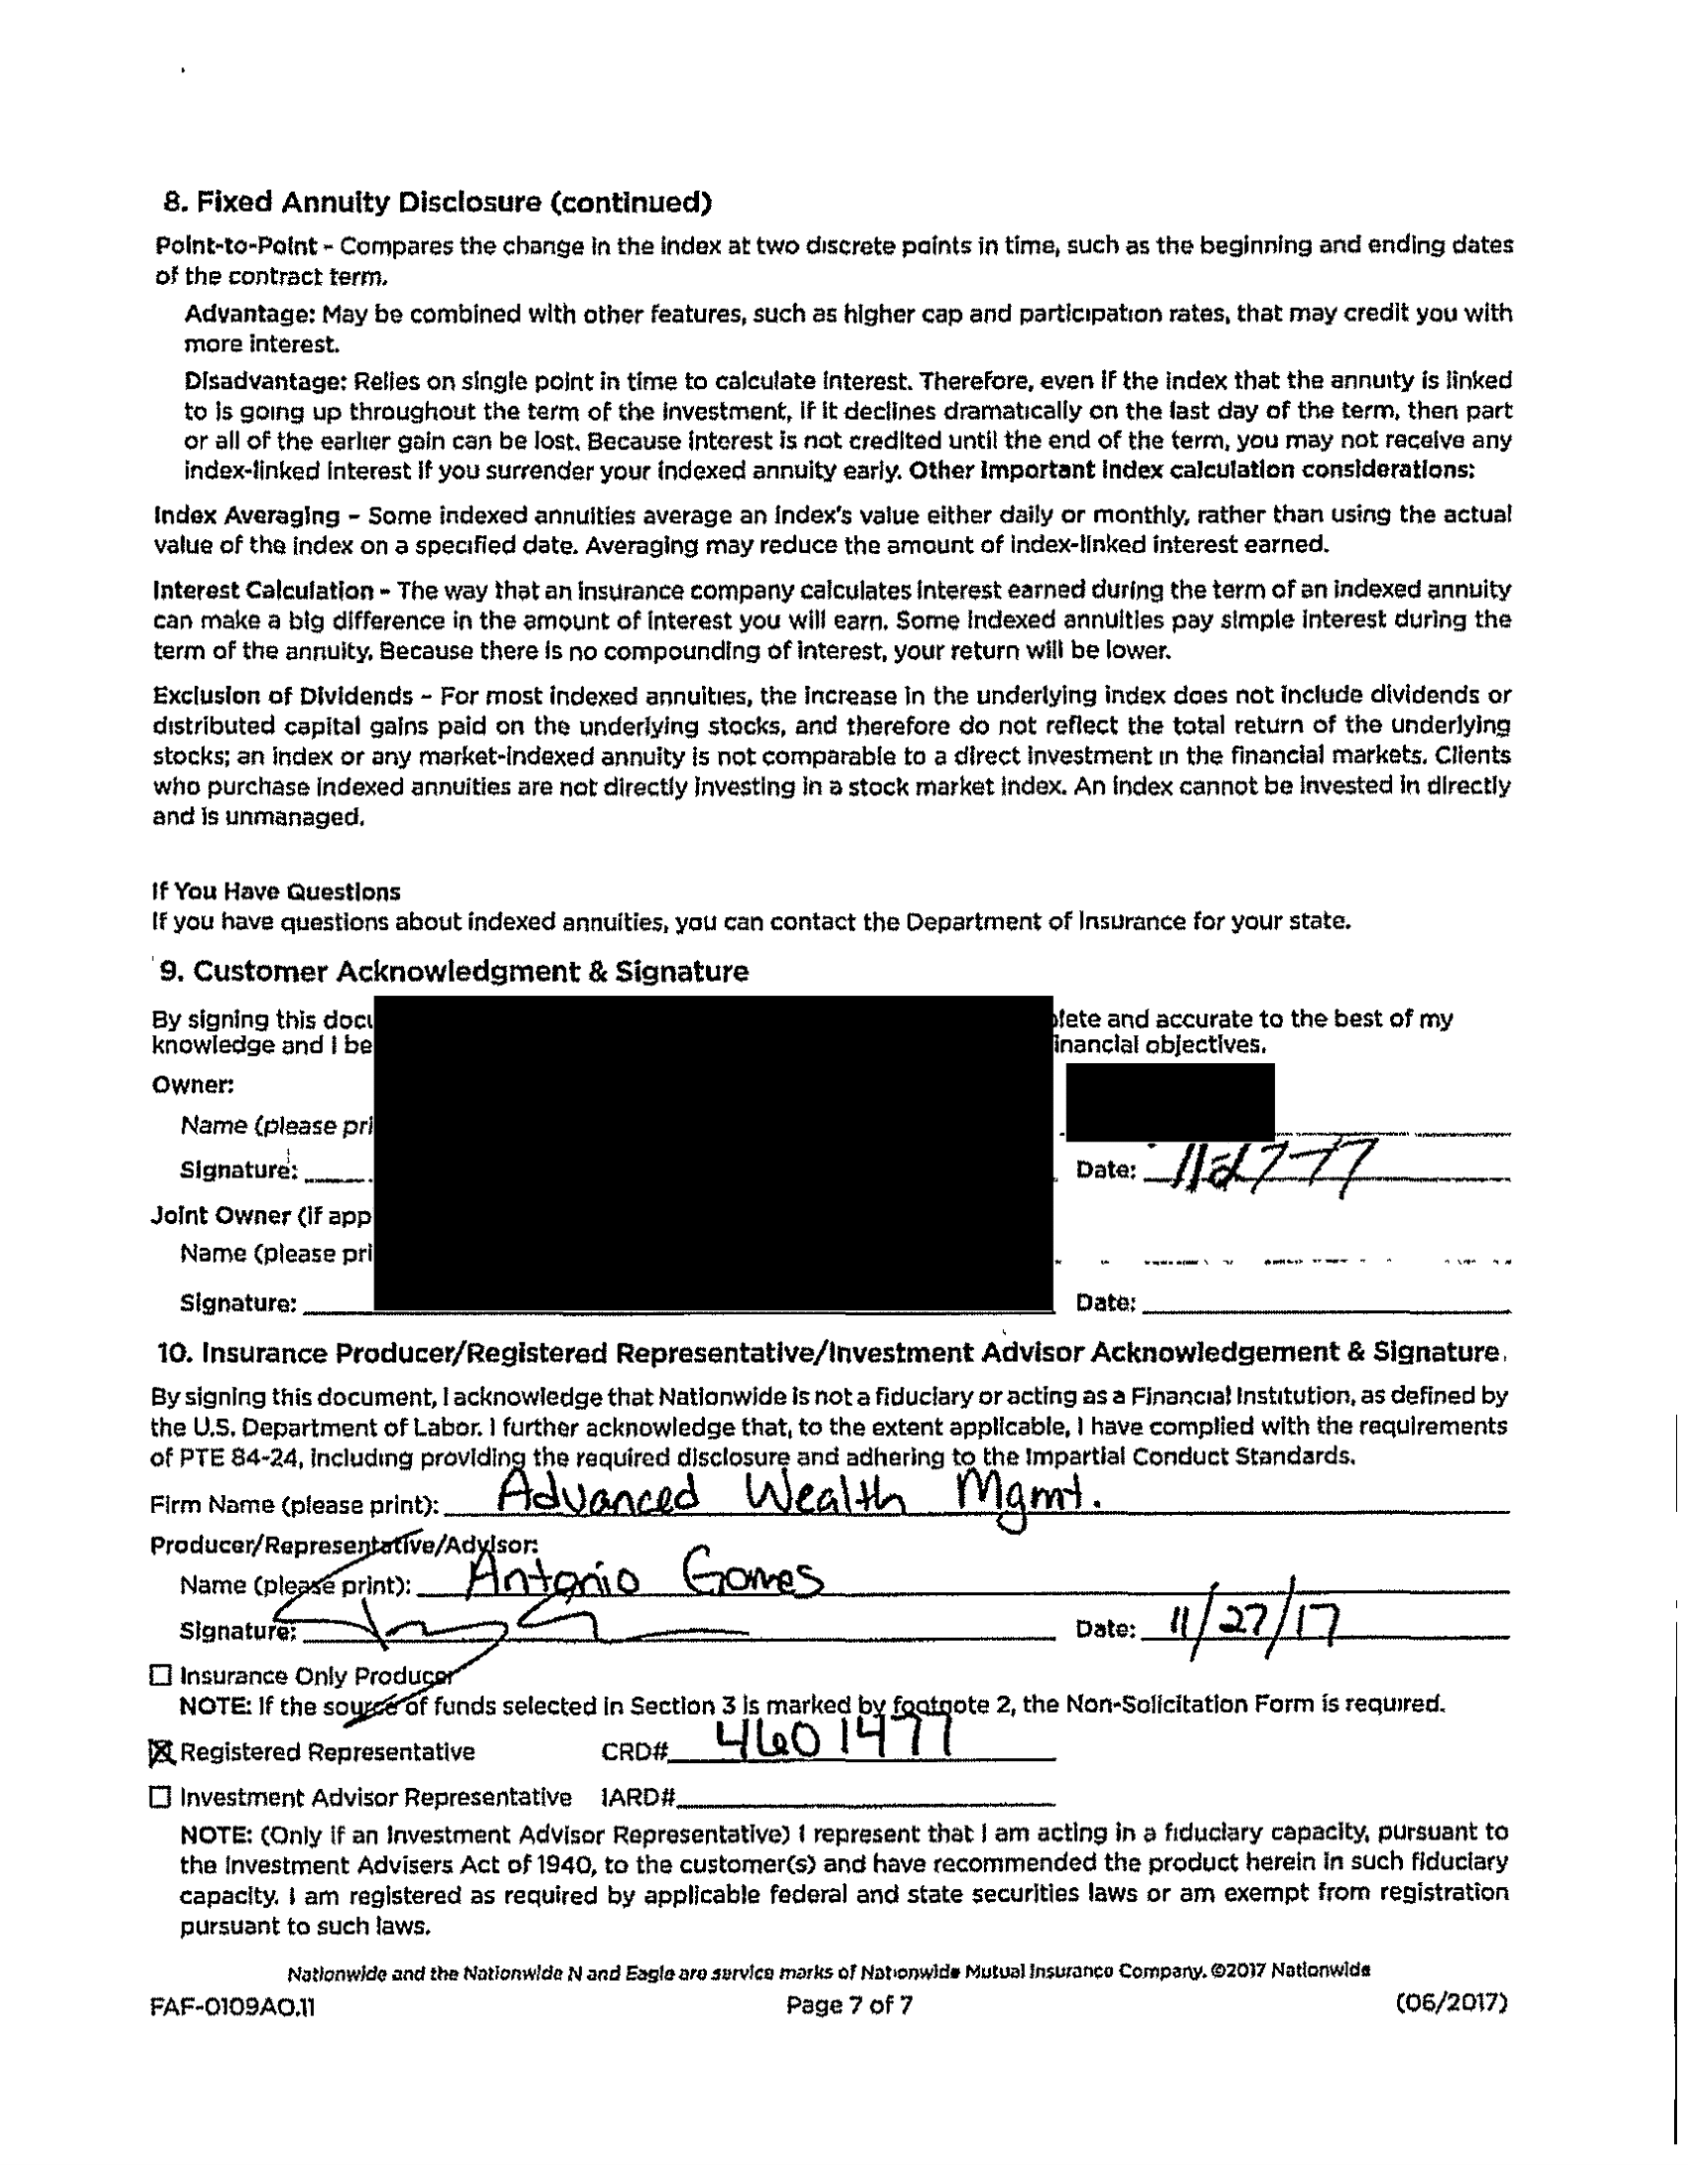 8. Fixed Annuity Disclosure (continued)
Point-to-Point - Compares the change in the index at two discrete points in time, such as the beginning and ending dates
of the contract term.
Advantage: May be combined with other features, such as higher cap and participation rates, that may credit you with
more interest.
Disadvantage: Relies on single point in time to calculate interest. Therefore, even if the index that the annuity is linked
to is going up throughout the term of the investment, if it declines dramatically on the last day of the term, then part
or all of the earlier gain can be lost. Because interest is not credited until the end of the term, you may not receive any
index-linked interest if you surrender your indexed annuity early. Other important index calculation considerations:
Index Averaging – Some indexed annuities average an index's value either daily or monthly, rather than using the actual
value of the index on a specified date. Averaging may reduce the amount of index-linked interest earned.
Interest Calculation - The way that an insurance company calculates interest earned during the term of an indexed annuity
can make a big difference in the amount of interest you will earn. Some indexed annuities pay simple interest during the
term of the annuity. Because there is no compounding of interest, your return will be lower.
Exclusion of Dividends – For most indexed annuities, the increase in the underlying index does not include dividends or
distributed capital gains paid on the underlying stocks, and therefore do not reflect the total return of the underlying
stocks; an index or any market-indexed annuity is not comparable to a direct investment in the financial markets. Clients
who purchase indexed annuities are not directly investing in a stock market index. An index cannot be invested in directly
and is unmanaged.
If You Have Questions
If you have questions about indexed annuities, you can contact the Department of Insurance for your state.
9. Customer Acknowledgment & Signature
By signing this docu lete and accurate to the best of my
knowledge and I be inancial objectives.
Owner:
Name (please pri
Signature: Date:
Joint Owner (if app
Name (please pri
Signature: Date:
10. Insurance Producer/Registered Representative/Investment Advisor Acknowledgement & Signature
By signing this document, I acknowledge that Nationwide is not a fiduciary or acting as a Financial Institution, as defined by
the U.S. Department of Labor. I further acknowledge that, to the extent applicable, I have complied with the requirements
of PTE 84-24, including providing the required disclosure and adhering to the Impartial Conduct Standards.
Firm Name (please print): Advanced Wealth Mgmt.
Producer/Representative/Advisor:
Name (please print): Antonio Gomes
Signature: Date: 11/27/17
☐ Insurance Only Producer
NOTE: If the source of funds selected in Section 3 is marked by footnote 2, the Non-Solicitation Form is required.
☒ Registered Representative CRD# 4601477
☐ Investment Advisor Representative IARD#
NOTE: (Only if an Investment Advisor Representative) I represent that I am acting in a fiduciary capacity, pursuant to
the Investment Advisers Act of 1940, to the customer(s) and have recommended the product herein in such fiduciary
capacity. I am registered as required by applicable federal and state securities laws or am exempt from registration
pursuant to such laws.
Nationwide and the Nationwide N and Eagle are service marks of Nationwide Mutual Insurance Company. ©2017 Nationwide
FAF-0109AO.11 Page 7 of 7 (06/2017)